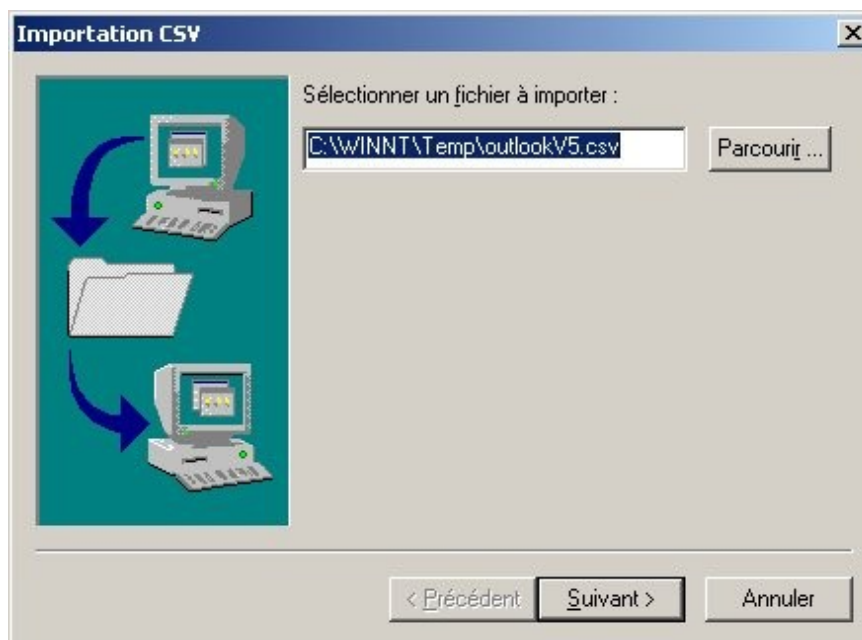 Importation CSV
Sélectionner un fichier à importer :
C:\WINNT\Temp\outlookV5.csv
Parcourir ...
< Précédent
Suivant >
Annuler